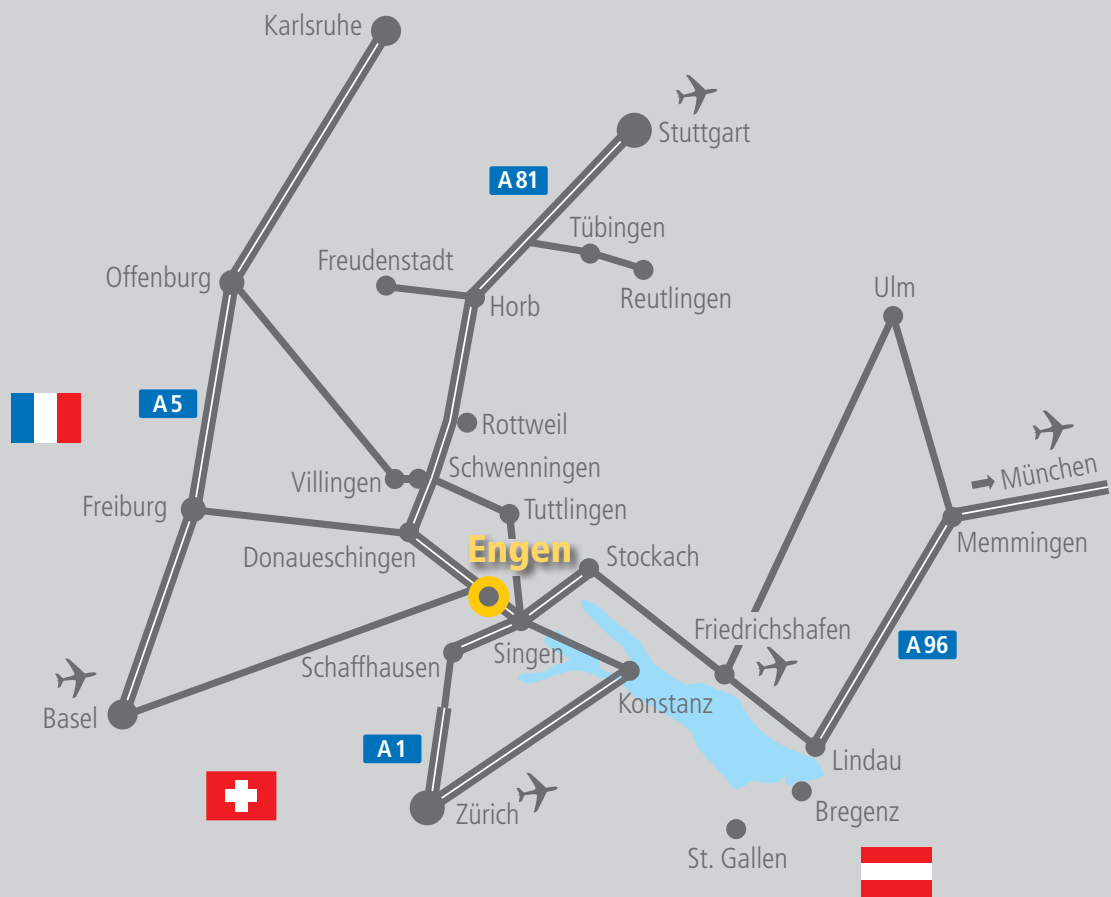 Karlsruhe
Stuttgart
A 81
Tübingen
Freudenstadt
Offenburg
Reutlingen
Ulm
Horb
A 5
Rottweil
Schwenningen
München
Villingen
Freiburg
Tuttlingen
Memmingen
Donaueschingen
Engen
Stockach
Friedrichshafen
A 96
Singen
Schaffhausen
Konstanz
Basel
A 1
Lindau
Zürich
Bregenz
St. Gallen